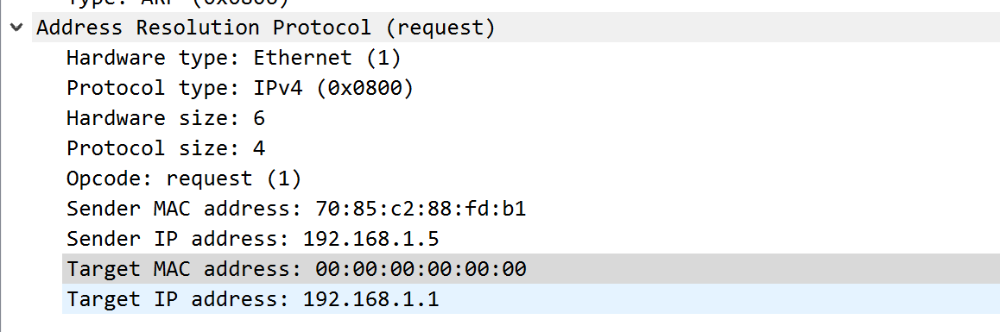 Type: ARP (0x0806)
Address Resolution Protocol (request)
Hardware type: Ethernet (1)
Protocol type: IPv4 (0x0800)
Hardware size: 6
Protocol size: 4
Opcode: request (1)
Sender MAC address: 70:85:c2:88:fd:b1
Sender IP address: 192.168.1.5
Target MAC address: 00:00:00:00:00:00
Target IP address: 192.168.1.1